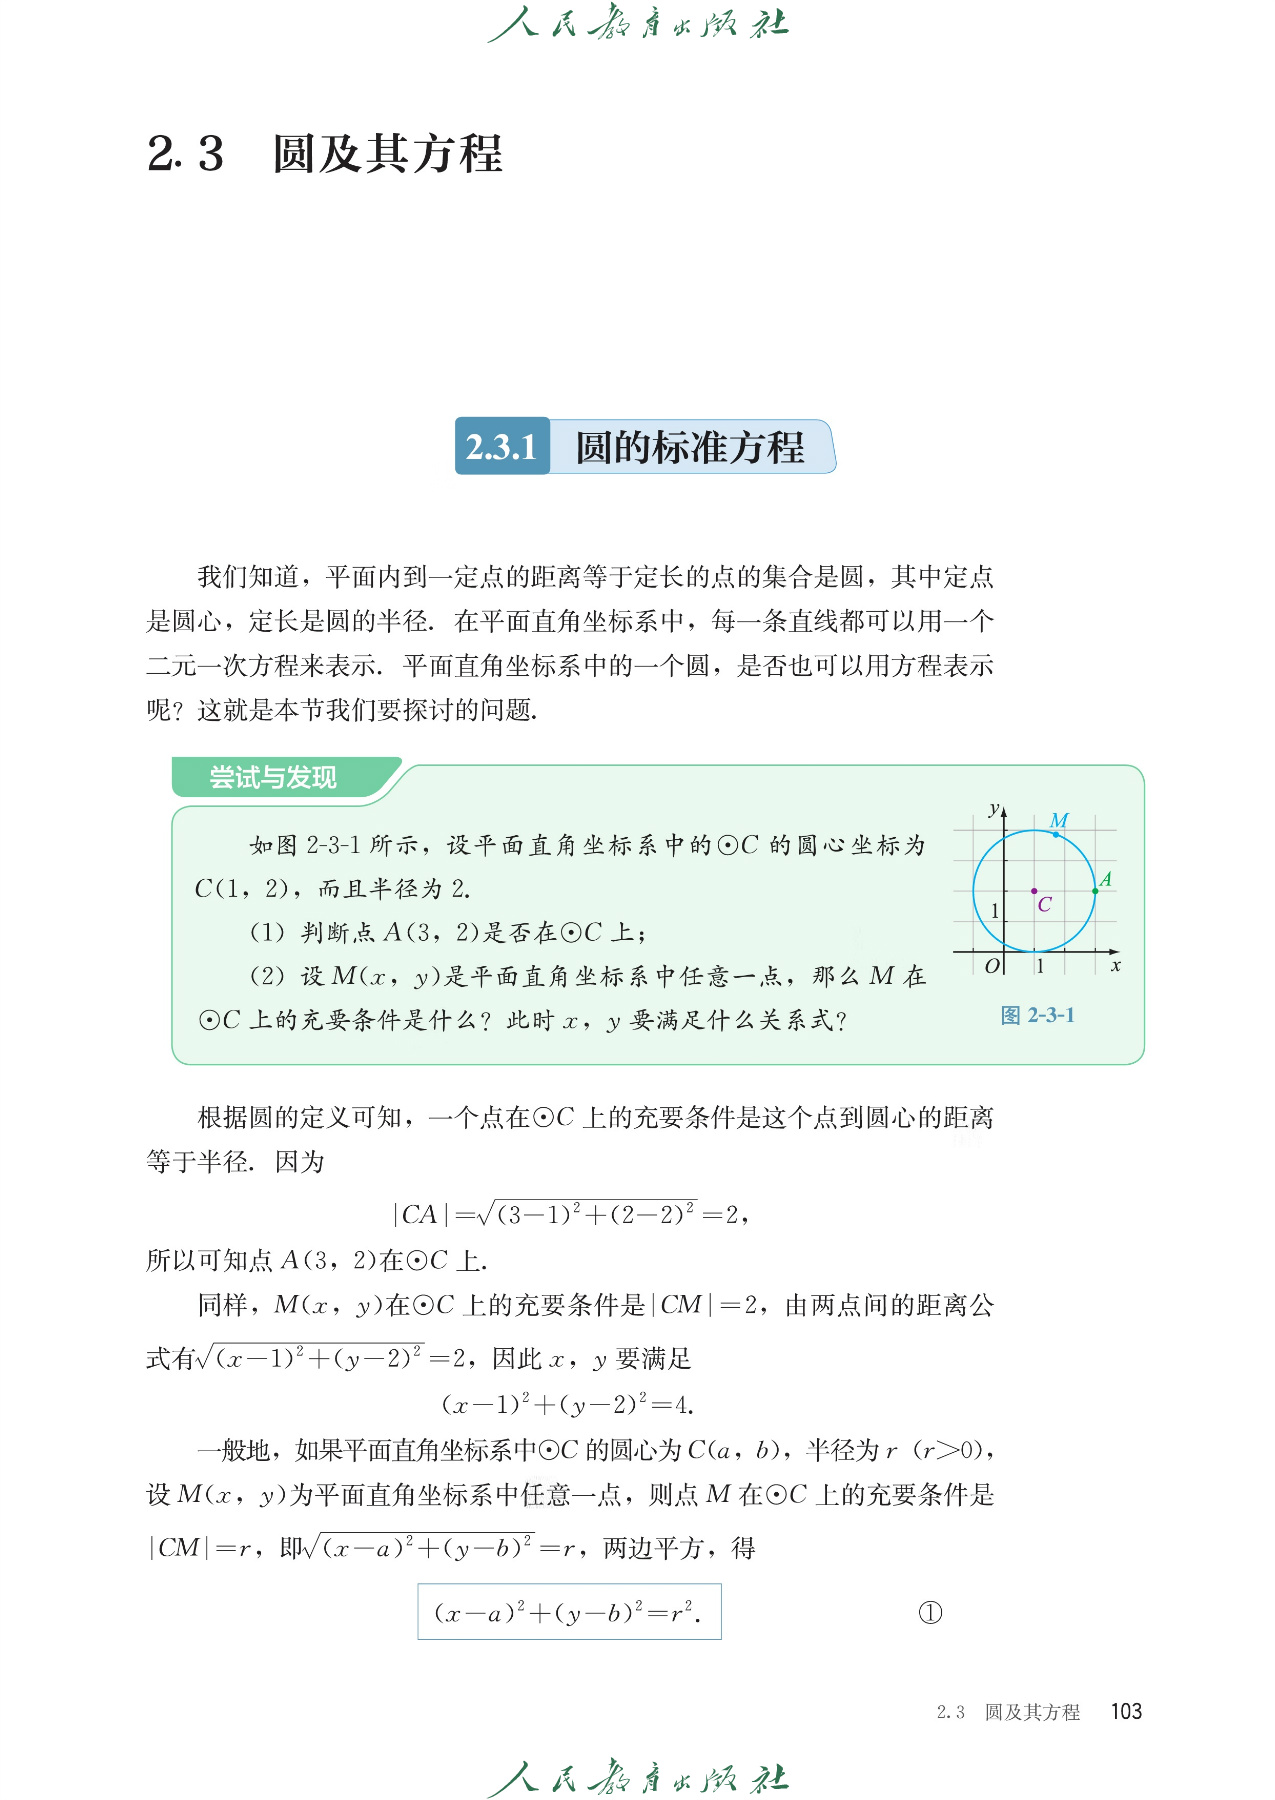 人民教育出版社
2.3 圆及其方程
2.3.1 圆的标准方程
我们知道，平面内到一定点的距离等于定长的点的集合是圆，其中定点
是圆心，定长是圆的半径．在平面直角坐标系中，每一条直线都可以用一个
二元一次方程来表示．平面直角坐标系中的一个圆，是否也可以用方程表示
呢？这就是本节我们要探讨的问题．
尝试与发现
如图 2-3-1 所示，设平面直角坐标系中的⊙C 的圆心坐标为
C(1，2)，而且半径为 2．
(1) 判断点 A(3，2)是否在⊙C 上；
(2) 设 M(x，y)是平面直角坐标系中任意一点，那么 M 在
⊙C 上的充要条件是什么？此时 x，y 要满足什么关系式？
y
M
A
C
1
O
1
x
图 2-3-1
根据圆的定义可知，一个点在⊙C 上的充要条件是这个点到圆心的距离
等于半径．因为
|CA|=√(3−1)²+(2−2)²=2，
所以可知点 A(3，2)在⊙C 上．
同样，M(x，y)在⊙C 上的充要条件是|CM|=2，由两点间的距离公
式有√(x−1)²+(y−2)²=2，因此 x，y 要满足
(x−1)²+(y−2)²=4.
一般地，如果平面直角坐标系中⊙C 的圆心为 C(a，b)，半径为 r (r>0)，
设 M(x，y)为平面直角坐标系中任意一点，则点 M 在⊙C 上的充要条件是
|CM|=r，即√(x−a)²+(y−b)²=r，两边平方，得
(x−a)²+(y−b)²=r². ①
2.3 圆及其方程 103
人民教育出版社